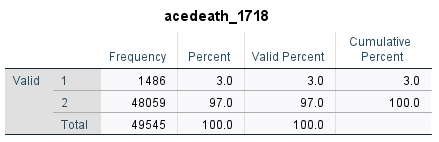 acedeath_1718
Frequency Percent Valid Percent Cumulative Percent
Valid 1 1486 3.0 3.0 3.0
2 48059 97.0 97.0 100.0
Total 49545 100.0 100.0